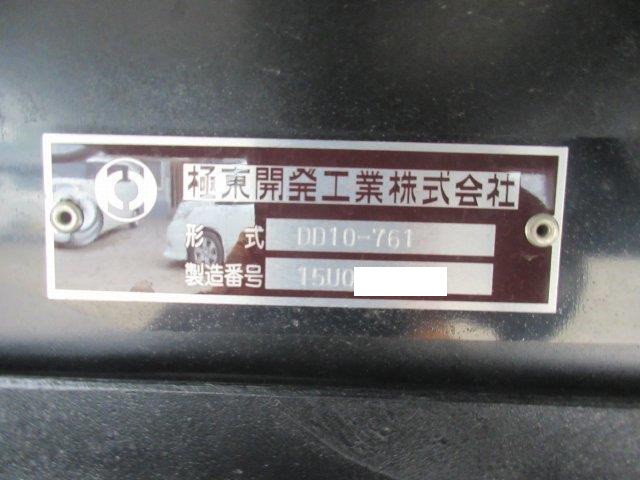 極東開発工業株式会社
形式 DD10-761
製造番号 15U0